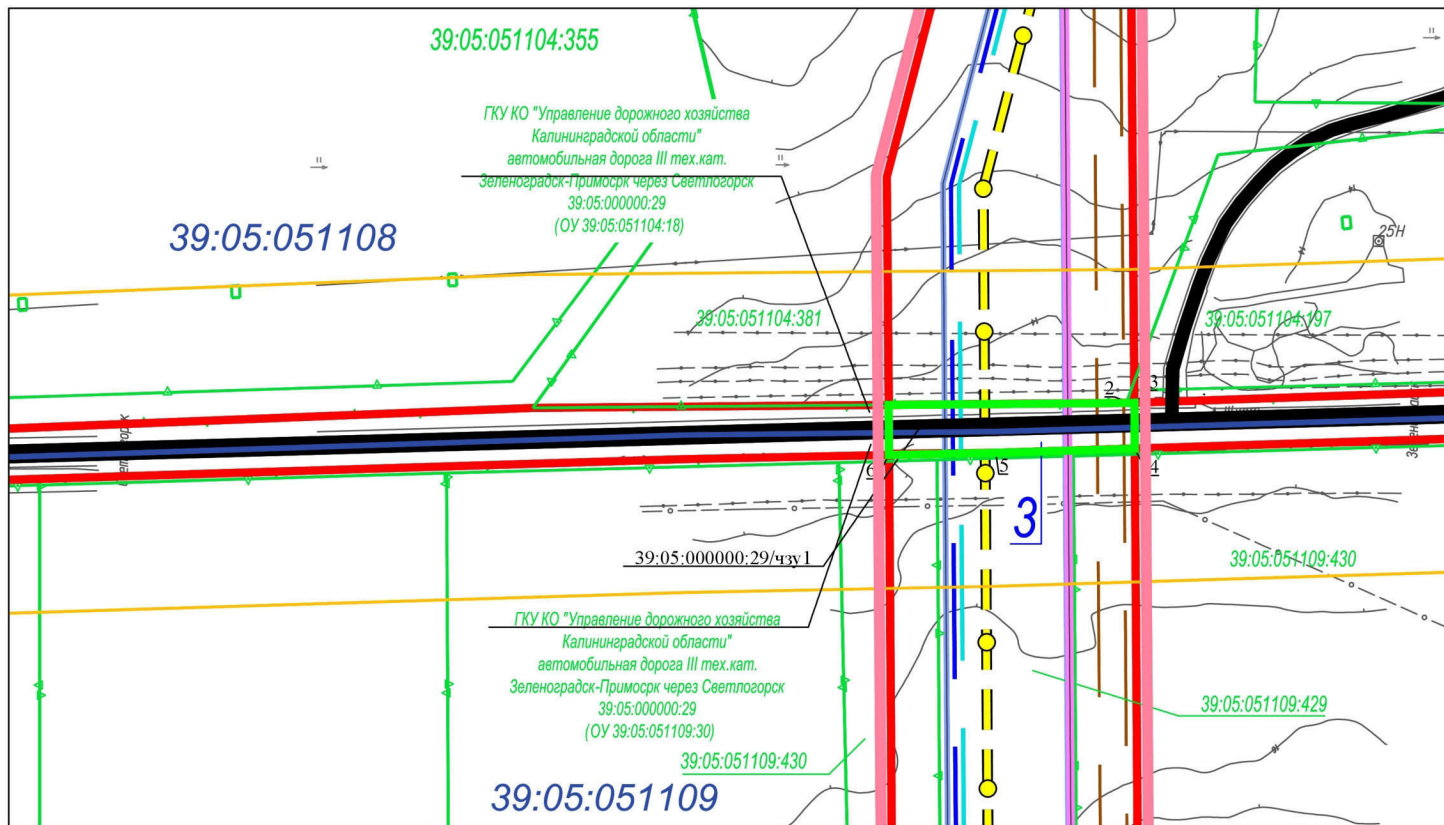 39:05:051104:355
ГКУ КО "Управление дорожного хозяйства
Калининградской области"
автомобильная дорога III тех.кат.
Зеленоградск-Примосрк через Светлогорск
39:05:000000:29
(ОУ 39:05:051104:18)
39:05:051108
25Н
39:05:051104:381
39:05:051104:197
2
3
6
5
4
3
39:05:000000:29/чзу1
39:05:051109:430
ГКУ КО "Управление дорожного хозяйства
Калининградской области"
автомобильная дорога III тех.кат.
Зеленоградск-Примосрк через Светлогорск
39:05:000000:29
(ОУ 39:05:051109:30)
39:05:051109:429
39:05:051109:430
39:05:051109